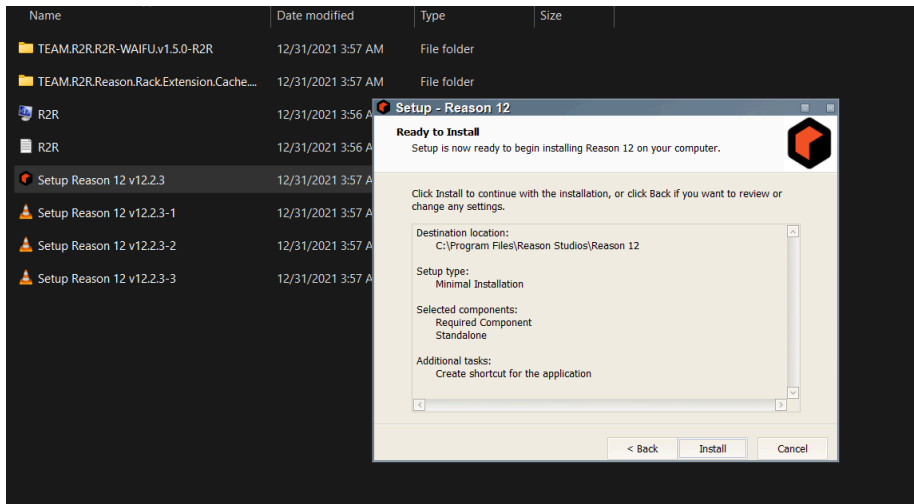 Name Date modified Type Size
TEAM.R2R.R2R-WAIFU.v1.5.0-R2R 12/31/2021 3:57 AM File folder
TEAM.R2R.Reason.Rack.Extension.Cache.... 12/31/2021 3:57 AM File folder
R2R 12/31/2021 3:56 A
R2R 12/31/2021 3:56 A
Setup Reason 12 v12.2.3 12/31/2021 3:57 A
Setup Reason 12 v12.2.3-1 12/31/2021 3:57 A
Setup Reason 12 v12.2.3-2 12/31/2021 3:57 A
Setup Reason 12 v12.2.3-3 12/31/2021 3:57 A
Setup - Reason 12
Ready to Install
Setup is now ready to begin installing Reason 12 on your computer.
Click Install to continue with the installation, or click Back if you want to review or
change any settings.
Destination location:
C:\Program Files\Reason Studios\Reason 12
Setup type:
Minimal Installation
Selected components:
Required Component
Standalone
Additional tasks:
Create shortcut for the application
< Back Install Cancel